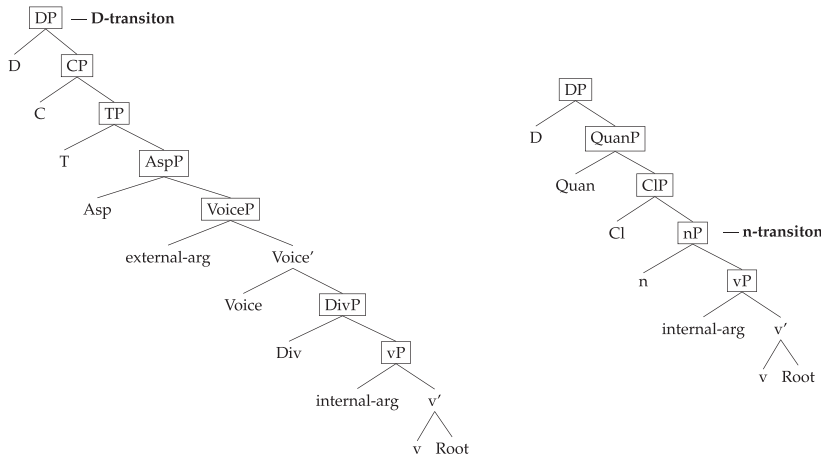 DP — D-transiton
D CP
C TP
T AspP
Asp VoiceP
external-arg Voice'
Voice DivP
Div vP
internal-arg v'
v Root
DP
D QuanP
Quan ClP
Cl nP — n-transiton
n vP
internal-arg v'
v Root